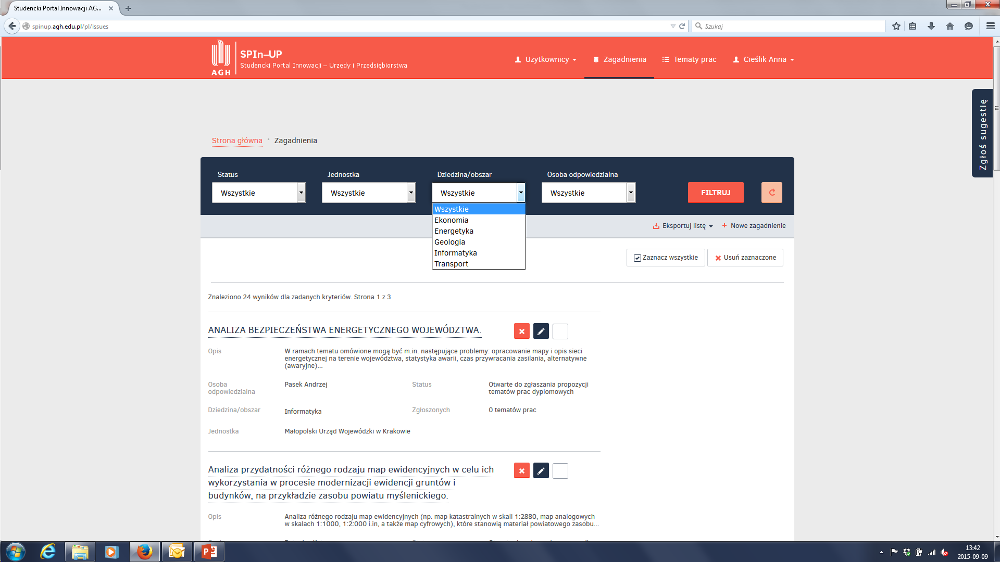 Studencki Portal Innowacji AG...
spinup.agh.edu.pl/pl/issues
Szukaj
AGH
SPIn–UP
Studencki Portal Innowacji – Urzędy i Przedsiębiorstwa
Użytkownicy
Zagadnienia
Tematy prac
Cieślik Anna
Zgłoś sugestię
Strona główna
Zagadnienia
Status
Jednostka
Dziedzina/obszar
Osoba odpowiedzialna
Wszystkie
Wszystkie
Wszystkie
Wszystkie
FILTRUJ
Wszystkie
Ekonomia
Energetyka
Geologia
Informatyka
Transport
Eksportuj listę
Nowe zagadnienie
Zaznacz wszystkie
Usuń zaznaczone
Znaleziono 24 wyników dla zadanych kryteriów. Strona 1 z 3
ANALIZA BEZPIECZEŃSTWA ENERGETYCZNEGO WOJEWÓDZTWA.
Opis
W ramach tematu omówione mogą być m.in. następujące problemy: opracowanie mapy i opis sieci
energetycznej na terenie województwa, statystyka awarii, czas przywracania zasilania, alternatywne
(awaryjne)...
Osoba
odpowiedzialna
Pasek Andrzej
Status
Otwarte do zgłaszania propozycji
tematów prac dyplomowych
Dziedzina/obszar
Informatyka
Zgłoszonych
0 tematów prac
Jednostka
Małopolski Urząd Wojewódzki w Krakowie
Analiza przydatności różnego rodzaju map ewidencyjnych w celu ich
wykorzystania w procesie modernizacji ewidencji gruntów i
budynków, na przykładzie zasobu powiatu myślenickiego.
Opis
Analiza różnego rodzaju map ewidencyjnych (np. map katastralnych w skali 1:2880, map analogowych
w skalach 1:1000, 1:2:000 i.in, a także map cyfrowych), które stanowią materiał powiatowego zasobu...
13:42
2015-09-09